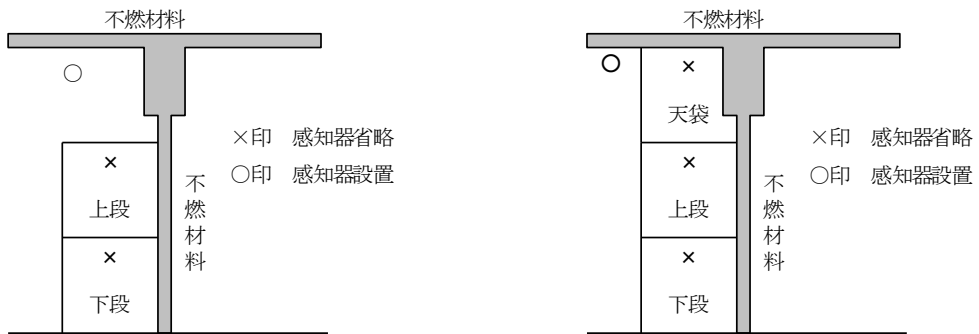 不燃材料
○
×印　感知器省略
○印　感知器設置
×
上段
不燃材料
×
下段
不燃材料
○
×
天袋
×印　感知器省略
○印　感知器設置
×
上段
不燃材料
×
下段